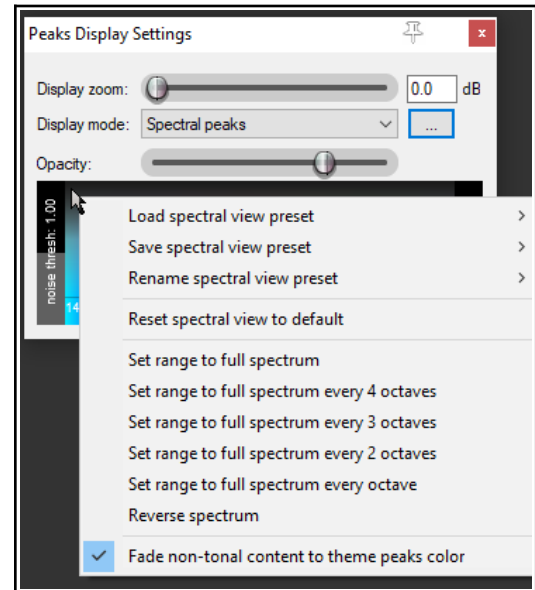 Peaks Display Settings
x
Display zoom: 0.0 dB
Display mode: Spectral peaks ...
Opacity:
noise thresh: 1.00
14
Load spectral view preset
Save spectral view preset
Rename spectral view preset
Reset spectral view to default
Set range to full spectrum
Set range to full spectrum every 4 octaves
Set range to full spectrum every 3 octaves
Set range to full spectrum every 2 octaves
Set range to full spectrum every octave
Reverse spectrum
Fade non-tonal content to theme peaks color